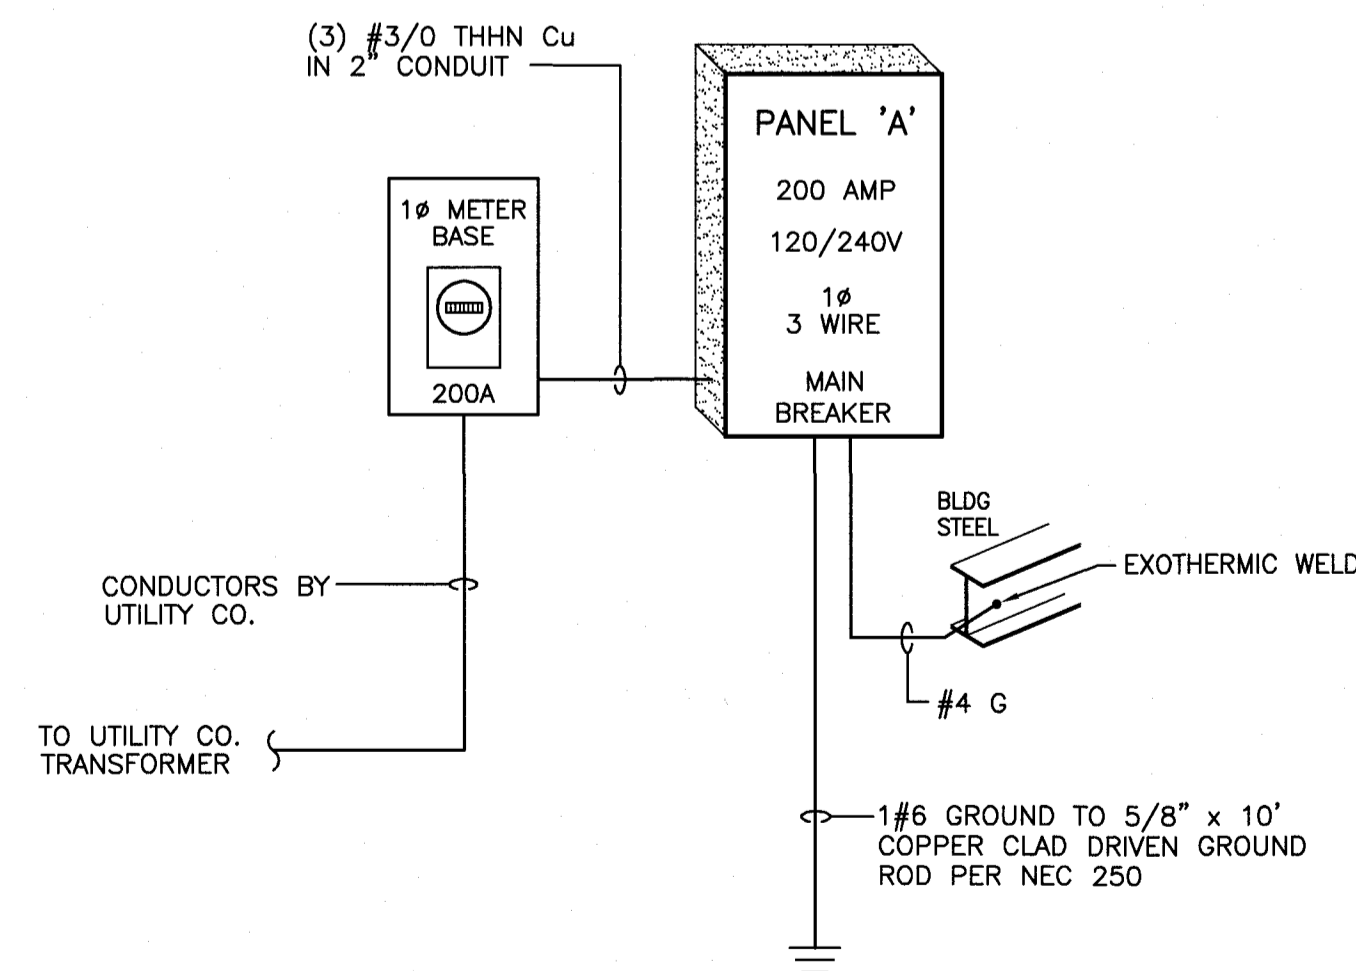 (3) #3/0 THHN Cu
IN 2" CONDUIT
PANEL 'A'
200 AMP
120/240V
1ø
3 WIRE
MAIN
BREAKER
1ø METER
BASE
200A
BLDG
STEEL
EXOTHERMIC WELD
CONDUCTORS BY
UTILITY CO.
#4 G
TO UTILITY CO.
TRANSFORMER
1#6 GROUND TO 5/8" x 10'
COPPER CLAD DRIVEN GROUND
ROD PER NEC 250